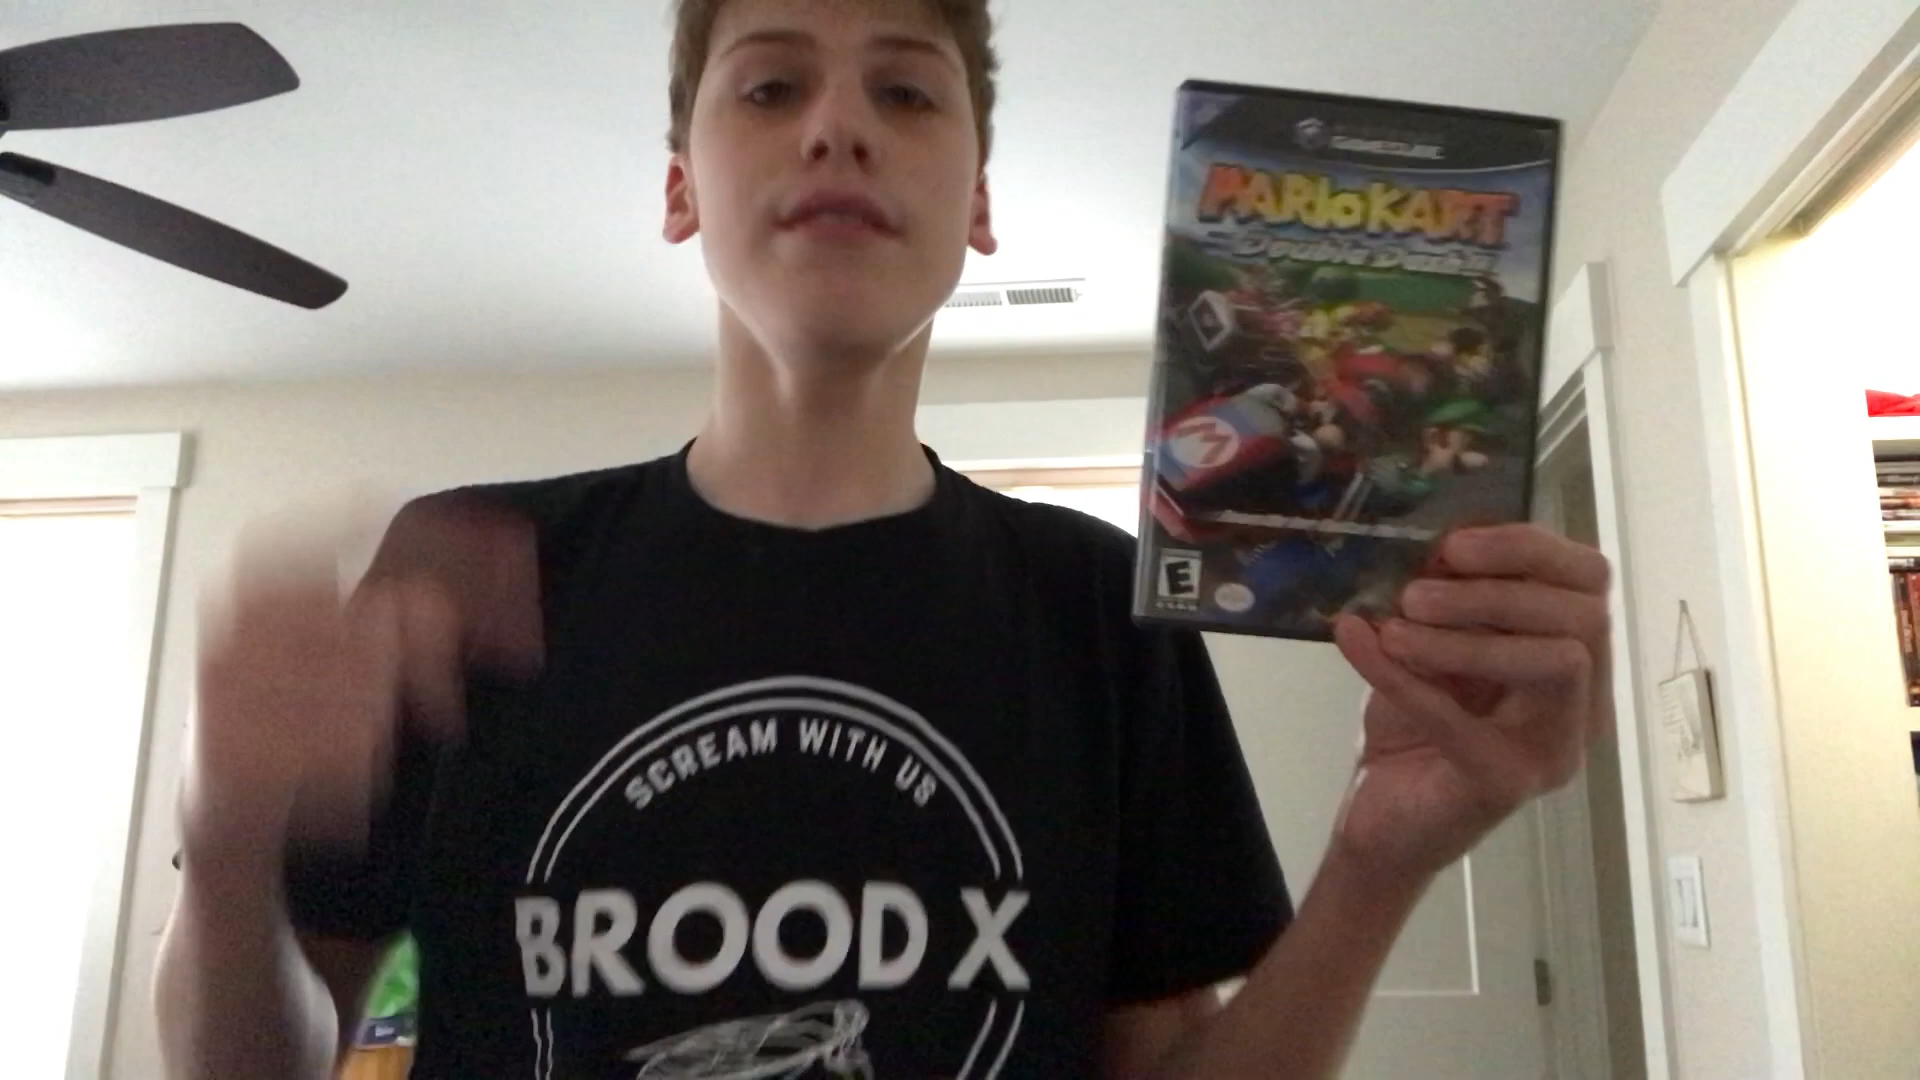 GAMECUBE
MARIOKART
Double Dash!!
E
SCREAM WITH US
BROOD X